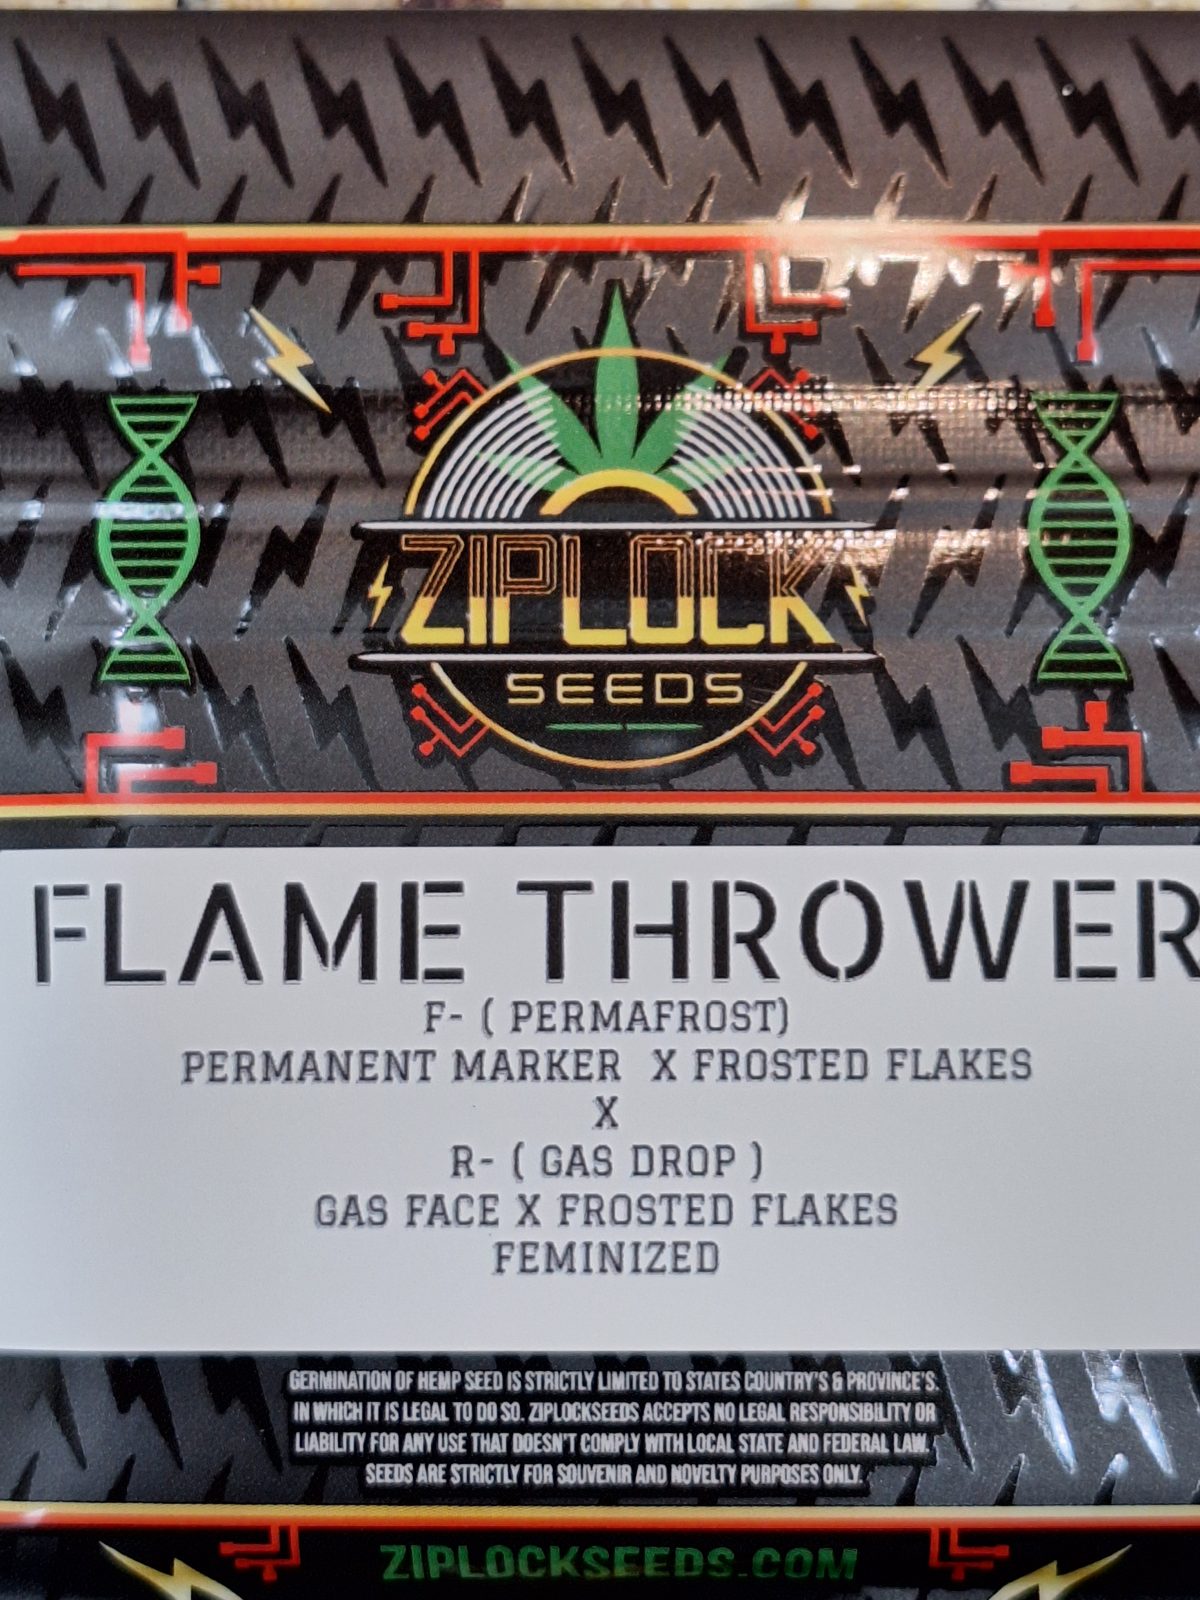 ZIPLOCK
SEEDS
FLAME THROWER
F- ( PERMAFROST)
PERMANENT MARKER X FROSTED FLAKES
X
R- ( GAS DROP )
GAS FACE X FROSTED FLAKES
FEMINIZED
GERMINATION OF HEMP SEED IS STRICTLY LIMITED TO STATES COUNTRY'S & PROVINCE'S.
IN WHICH IT IS LEGAL TO DO SO. ZIPLOCKSEEDS ACCEPTS NO LEGAL RESPONSIBILITY OR
LIABILITY FOR ANY USE THAT DOESN'T COMPLY WITH LOCAL STATE AND FEDERAL LAW.
SEEDS ARE STRICTLY FOR SOUVENIR AND NOVELTY PURPOSES ONLY.
ZIPLOCKSEEDS.COM